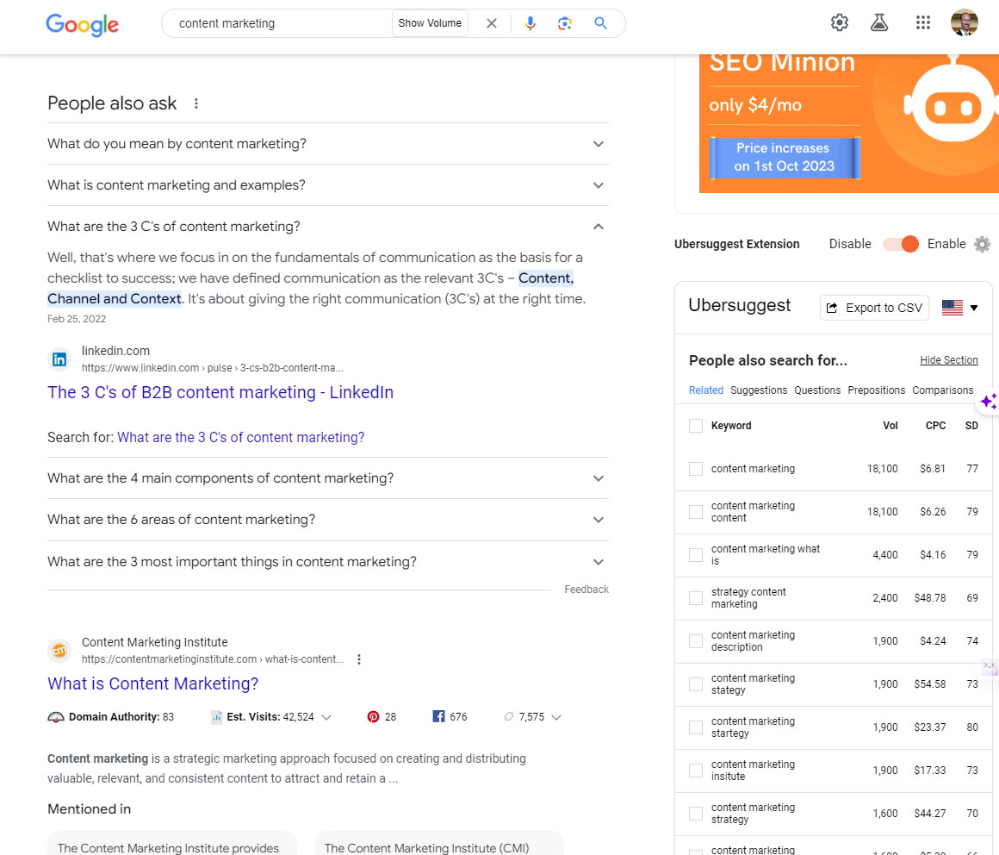 Google
content marketing
Show Volume
People also ask
What do you mean by content marketing?
What is content marketing and examples?
What are the 3 C's of content marketing?
Well, that's where we focus in on the fundamentals of communication as the basis for a
checklist to success; we have defined communication as the relevant 3C's – Content,
Channel and Context. It's about giving the right communication (3C's) at the right time.
Feb 25, 2022
in
linkedin.com
https://www.linkedin.com › pulse › 3-cs-b2b-content-ma...
The 3 C's of B2B content marketing - LinkedIn
Search for: What are the 3 C's of content marketing?
What are the 4 main components of content marketing?
What are the 6 areas of content marketing?
What are the 3 most important things in content marketing?
Feedback
cm
Content Marketing Institute
https://contentmarketinginstitute.com › what-is-content...
What is Content Marketing?
Domain Authority: 83 Est. Visits: 42,524 28 676 7,575
Content marketing is a strategic marketing approach focused on creating and distributing
valuable, relevant, and consistent content to attract and retain a ...
Mentioned in
The Content Marketing Institute provides
The Content Marketing Institute (CMI)
SEO Minion
only $4/mo
Price increases
on 1st Oct 2023
Ubersuggest Extension Disable Enable
Ubersuggest Export to CSV
People also search for... Hide Section
Related Suggestions Questions Prepositions Comparisons
Keyword Vol CPC SD
content marketing 18,100 $6.81 77
content marketing
content 18,100 $6.26 79
content marketing what
is 4,400 $4.16 79
strategy content
marketing 2,400 $48.78 69
content marketing
description 1,900 $4.24 74
content marketing
stategy 1,900 $54.58 73
content marketing
startegy 1,900 $23.37 80
content marketing
insitute 1,900 $17.33 73
content marketing
strategy 1,600 $44.27 70
content marketing